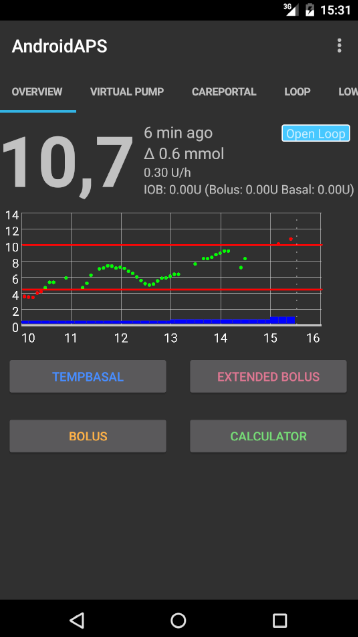 3G 15:31
AndroidAPS
OVERVIEW VIRTUAL PUMP CAREPORTAL LOOP LOW
10,7
6 min ago
Open Loop
Δ 0.6 mmol
0.30 U/h
IOB: 0.00U (Bolus: 0.00U Basal: 0.00U)
14
12
10
8
6
4
2
0
10 11 12 13 14 15 16
TEMPBASAL EXTENDED BOLUS
BOLUS CALCULATOR